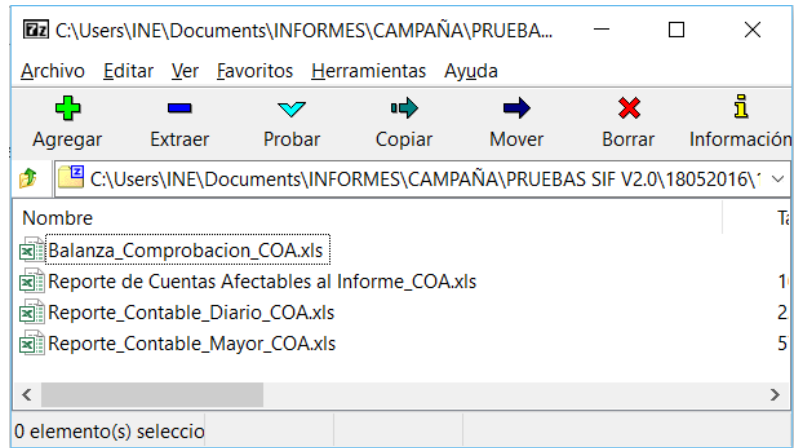 C:\Users\INE\Documents\INFORMES\CAMPAÑA\PRUEBA...
Archivo Editar Ver Favoritos Herramientas Ayuda
Agregar Extraer Probar Copiar Mover Borrar Información
C:\Users\INE\Documents\INFORMES\CAMPAÑA\PRUEBAS SIF V2.0\18052016\
Nombre
Balanza_Comprobacion_COA.xls
Reporte de Cuentas Afectables al Informe_COA.xls
Reporte_Contable_Diario_COA.xls 2
Reporte_Contable_Mayor_COA.xls 5
0 elemento(s) seleccio